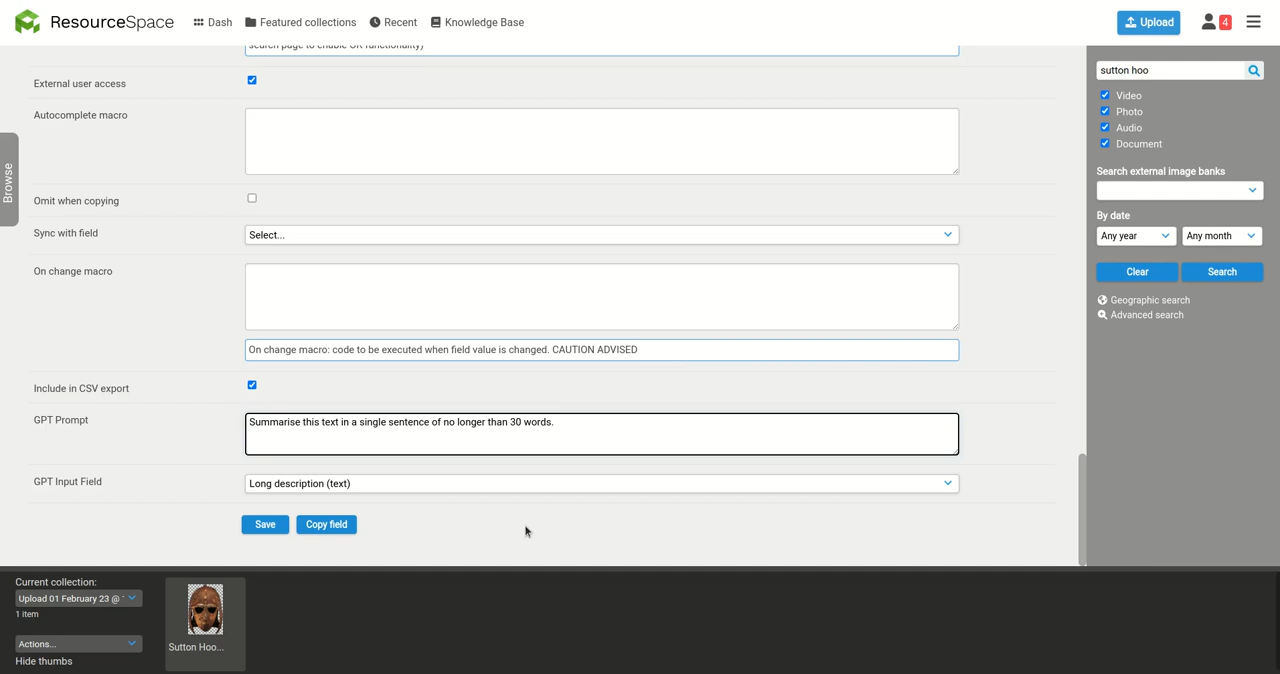 ResourceSpace
Dash
Featured collections
Recent
Knowledge Base
Upload
4
search page to enable OR functionality)
External user access
Autocomplete macro
Omit when copying
Sync with field
Select...
On change macro
On change macro: code to be executed when field value is changed. CAUTION ADVISED
Include in CSV export
GPT Prompt
Summarise this text in a single sentence of no longer than 30 words.
GPT Input Field
Long description (text)
Save
Copy field
Browse
sutton hoo
Video
Photo
Audio
Document
Search external image banks
By date
Any year
Any month
Clear
Search
Geographic search
Advanced search
Current collection:
Upload 01 February 23 @
1 item
Actions...
Hide thumbs
Sutton Hoo...